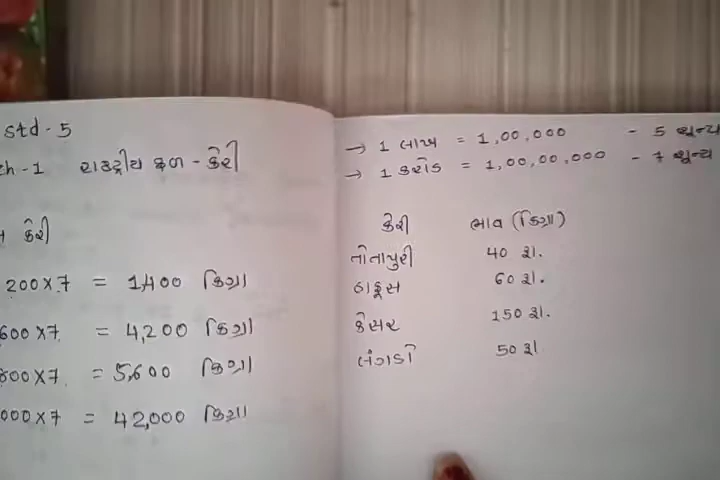 std - 5
ch-1 રાષ્ટ્રીય ફળ - કેરી
કેરી
200 x 7 = 1,400 કિગ્રા
600 x 7 = 4,200 કિગ્રા
800 x 7 = 5,600 કિગ્રા
000 x 7 = 42,000 કિગ્રા
→ 1 લાખ = 1,00,000 - 5 શૂન્ય
→ 1 કરોડ = 1,00,00,000 - 7 શૂન્ય
કેરી ભાવ (કિગ્રા)
તોતાપુરી 40 રૂ.
હાફૂસ 60 રૂ.
કેસર 150 રૂ.
લંગડો 50 રૂ